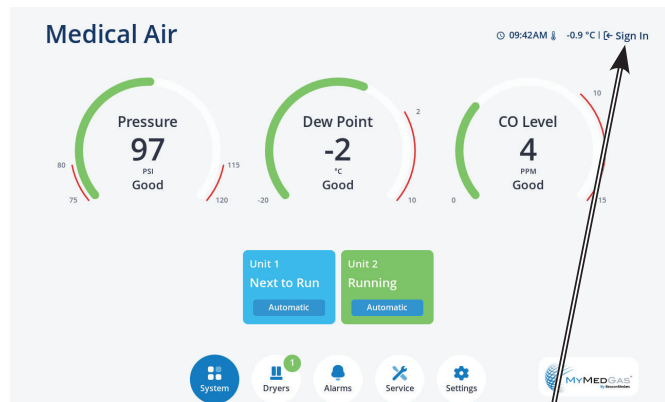 Medical Air
09:42AM -0.9 °C | Sign In
Pressure
97
PSI
Good
80
115
75
120
Dew Point
-2
°C
Good
2
-20
10
CO Level
4
PPM
Good
10
0
15
Unit 1
Next to Run
Automatic
Unit 2
Running
Automatic
System
1
Dryers
Alarms
Service
Settings
MYMEDGAS
By BeaconMedaes